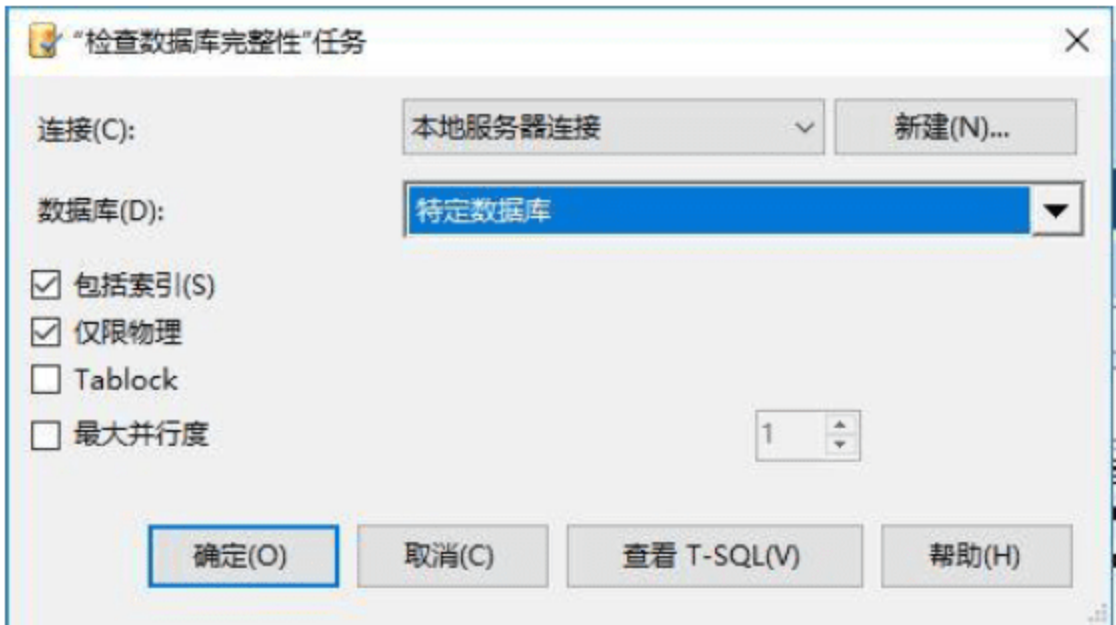 “检查数据库完整性”任务
连接(C): 本地服务器连接 新建(N)...
数据库(D): 特定数据库
包括索引(S)
仅限物理
Tablock
最大并行度 1
确定(O) 取消(C) 查看 T-SQL(V) 帮助(H)